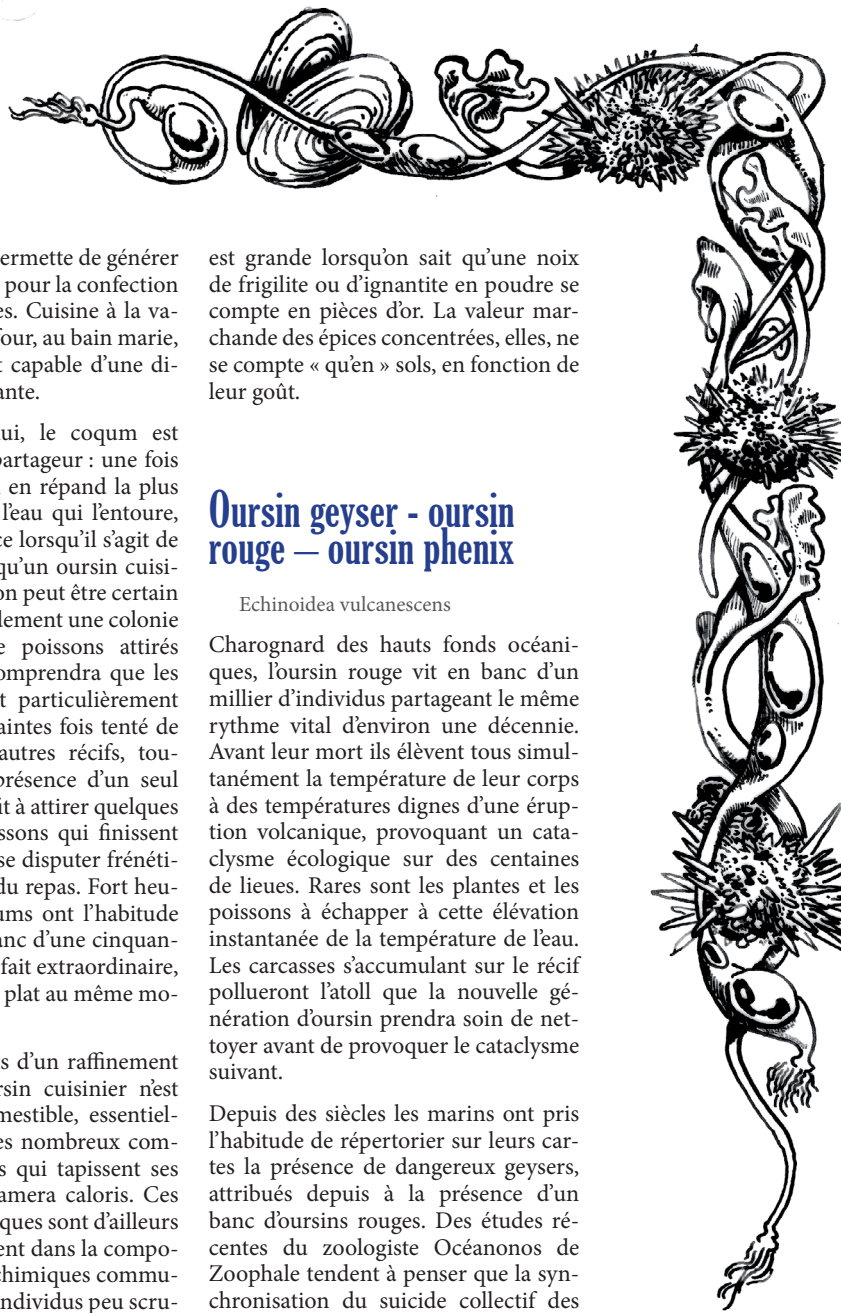 ermette de générer
pour la confection
es. Cuisine à la va-
four, au bain marie,
t capable d'une di-
ante.
ui, le coqum est
partageur : une fois
en répand la plus
l'eau qui l'entoure,
ce lorsqu'il s'agit de
qu'un oursin cuisi-
on peut être certain
lement une colonie
e poissons attirés
omprendra que les
t particulièrement
aintes fois tenté de
autres récifs, tou-
présence d'un seul
it à attirer quelques
ssons qui finissent
se disputer frénéti-
du repas. Fort heu-
ums ont l'habitude
anc d'une cinquan-
fait extraordinaire,
plat au même mo-
s d'un raffinement
rsin cuisinier n'est
mestible, essentiel-
es nombreux com-
s qui tapissent ses
amera caloris. Ces
ques sont d'ailleurs
ent dans la compo-
chimiques commu-
individus peu scru-
est grande lorsqu'on sait qu'une noix
de frigilite ou d'ignantite en poudre se
compte en pièces d'or. La valeur mar-
chande des épices concentrées, elles, ne
se compte « qu'en » sols, en fonction de
leur goût.
Oursin geyser - oursin
rouge – oursin phenix
Echinoidea vulcanescens
Charognard des hauts fonds océani-
ques, l'oursin rouge vit en banc d'un
millier d'individus partageant le même
rythme vital d'environ une décennie.
Avant leur mort ils élèvent tous simul-
tanément la température de leur corps
à des températures dignes d'une érup-
tion volcanique, provoquant un cata-
clysme écologique sur des centaines
de lieues. Rares sont les plantes et les
poissons à échapper à cette élévation
instantanée de la température de l'eau.
Les carcasses s'accumulant sur le récif
pollueront l'atoll que la nouvelle gé-
nération d'oursin prendra soin de net-
toyer avant de provoquer le cataclysme
suivant.
Depuis des siècles les marins ont pris
l'habitude de répertorier sur leurs car-
tes la présence de dangereux geysers,
attribués depuis à la présence d'un
banc d'oursins rouges. Des études ré-
centes du zoologiste Océanonos de
Zoophale tendent à penser que la syn-
chronisation du suicide collectif des